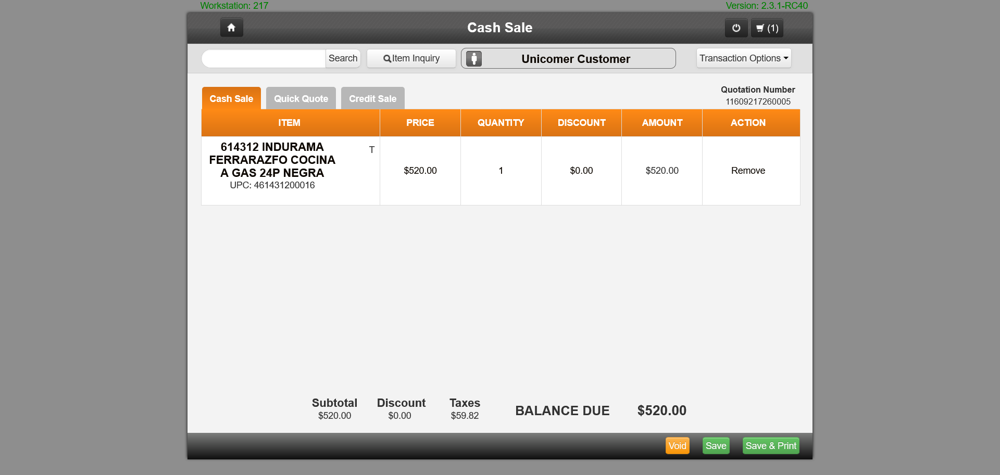 Workstation: 217
Version: 2.3.1-RC40
Cash Sale
(1)
Search
Item Inquiry
Unicomer Customer
Transaction Options
Cash Sale
Quick Quote
Credit Sale
Quotation Number
11609217260005
ITEM
PRICE
QUANTITY
DISCOUNT
AMOUNT
ACTION
614312 INDURAMA
FERRARAZFO COCINA
A GAS 24P NEGRA
UPC: 461431200016
T
$520.00
1
$0.00
$520.00
Remove
Subtotal
$520.00
Discount
$0.00
Taxes
$59.82
BALANCE DUE
$520.00
Void
Save
Save & Print